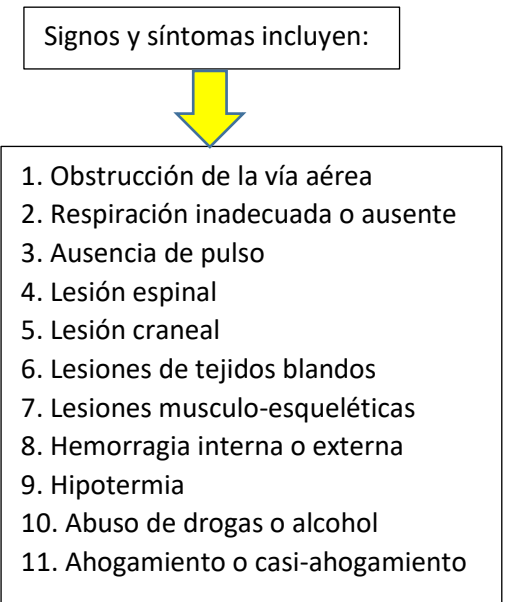 Signos y síntomas incluyen:
1. Obstrucción de la vía aérea
2. Respiración inadecuada o ausente
3. Ausencia de pulso
4. Lesión espinal
5. Lesión craneal
6. Lesiones de tejidos blandos
7. Lesiones musculo-esqueléticas
8. Hemorragia interna o externa
9. Hipotermia
10. Abuso de drogas o alcohol
11. Ahogamiento o casi-ahogamiento